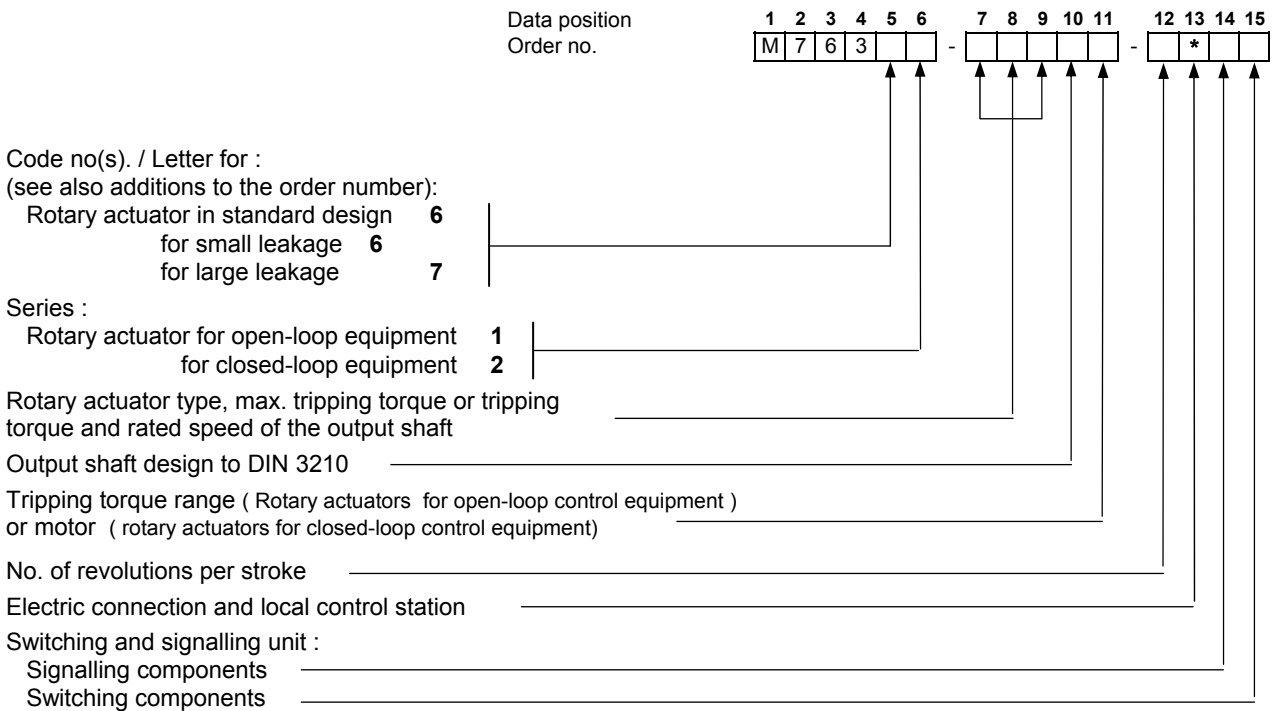 Data position 1 2 3 4 5 6 7 8 9 10 11 12 13 14 15
Order no. M 7 6 3 - - *
Code no(s). / Letter for :
(see also additions to the order number):
Rotary actuator in standard design 6
for small leakage 6
for large leakage 7
Series :
Rotary actuator for open-loop equipment 1
for closed-loop equipment 2
Rotary actuator type, max. tripping torque or tripping
torque and rated speed of the output shaft
Output shaft design to DIN 3210
Tripping torque range ( Rotary actuators for open-loop control equipment )
or motor ( rotary actuators for closed-loop control equipment)
No. of revolutions per stroke
Electric connection and local control station
Switching and signalling unit :
Signalling components
Switching components